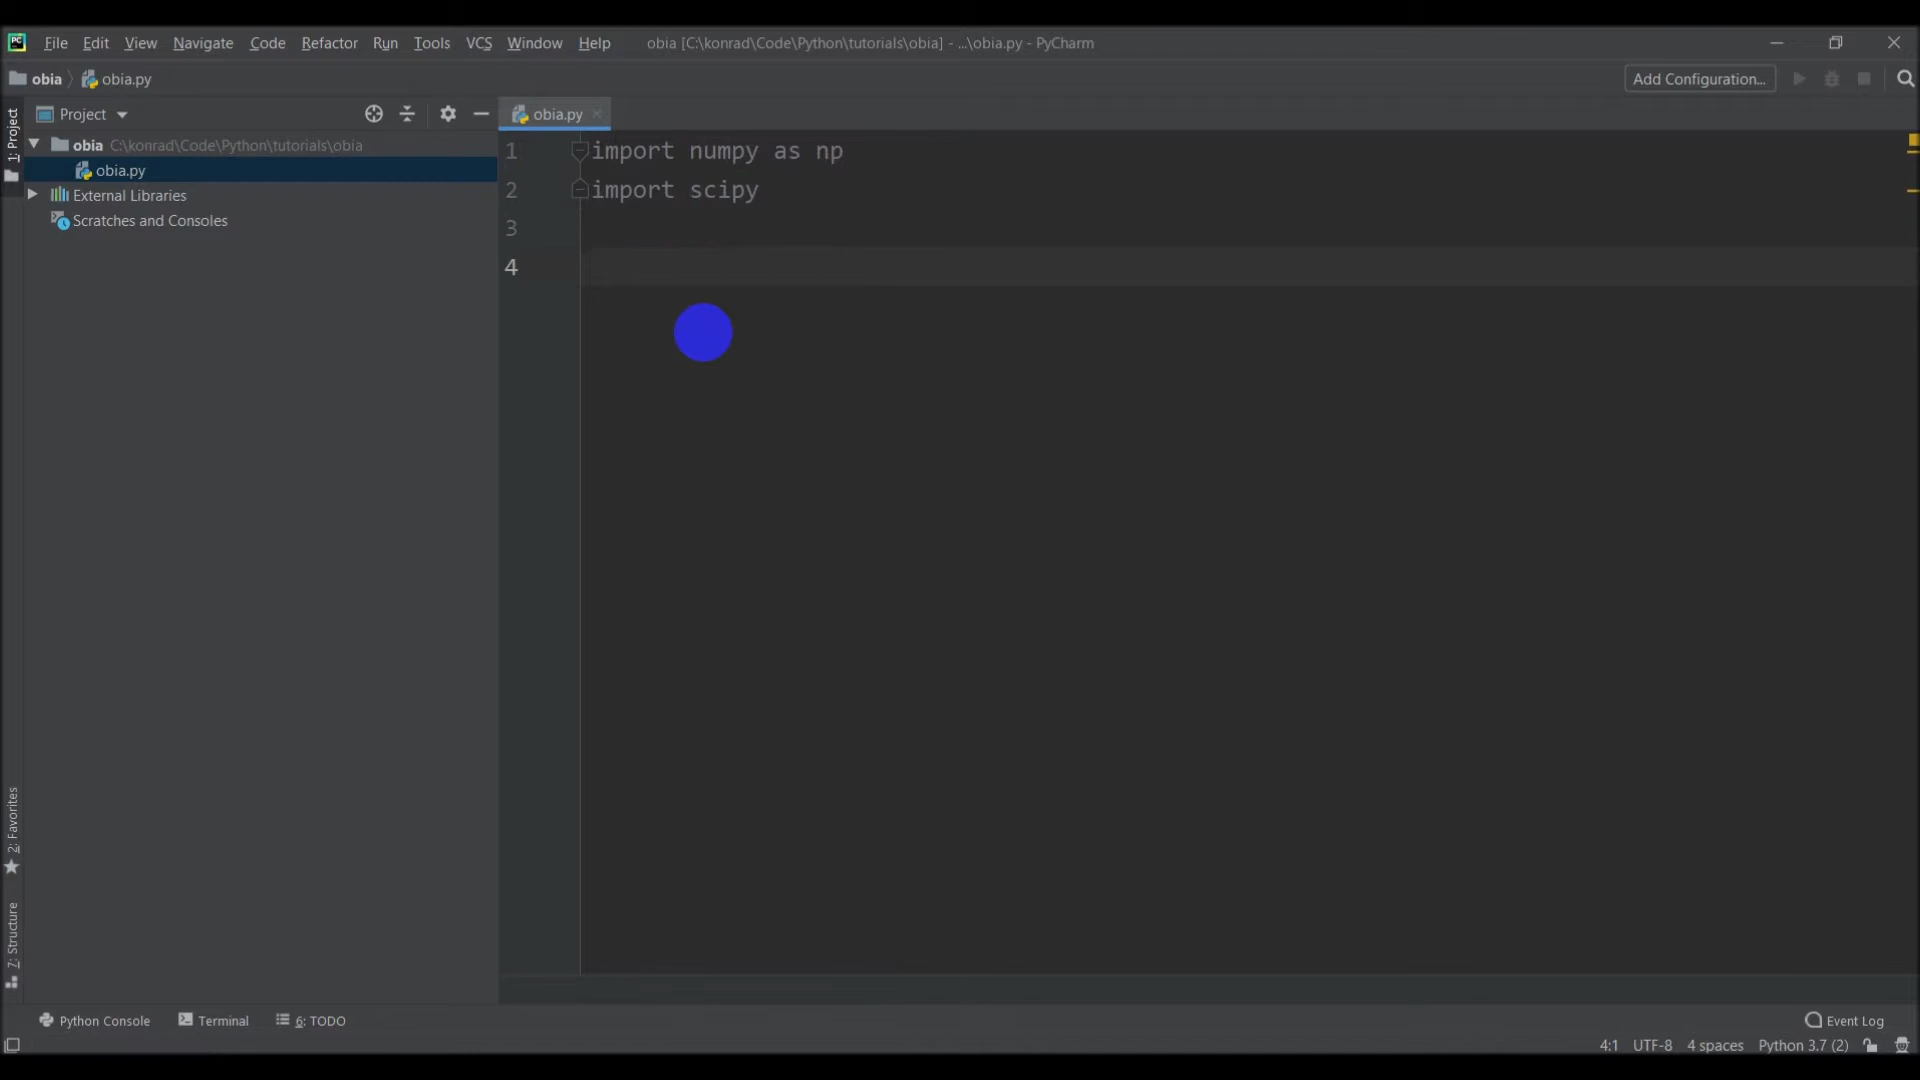 PC File Edit View Navigate Code Refactor Run Tools VCS Window Help obia [C:\konrad\Code\Python\tutorials\obia] - ...\obia.py - PyCharm
obia obia.py Add Configuration...
1: Project
Project
obia.py
obia C:\konrad\Code\Python\tutorials\obia
obia.py
External Libraries
Scratches and Consoles
1 import numpy as np
2 import scipy
3
4
2: Favorites
7: Structure
Python Console Terminal 6: TODO Event Log
4:1 UTF-8 4 spaces Python 3.7 (2)